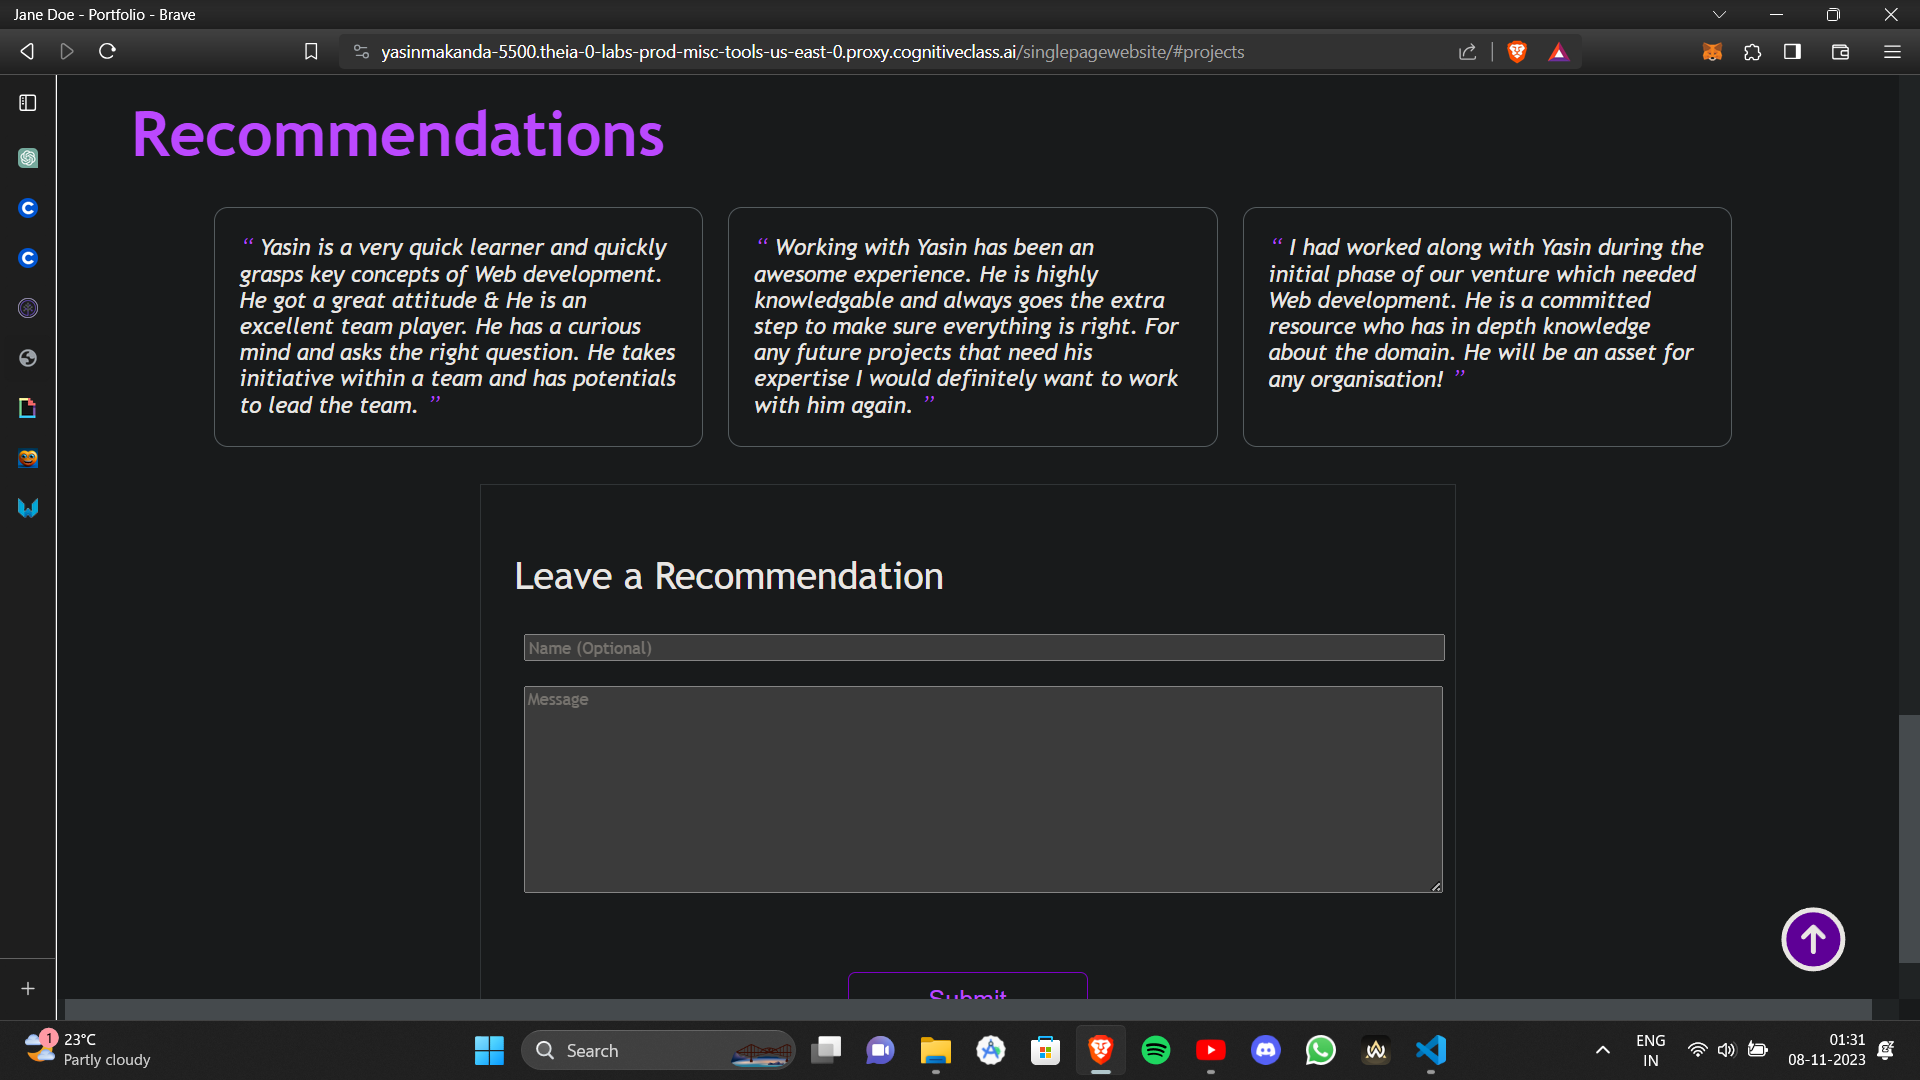 Jane Doe - Portfolio - Brave
yasinmakanda-5500.theia-0-labs-prod-misc-tools-us-east-0.proxy.cognitiveclass.ai/singlepagewebsite/#projects
Recommendations
“ Yasin is a very quick learner and quickly
grasps key concepts of Web development.
He got a great attitude & He is an
excellent team player. He has a curious
mind and asks the right question. He takes
initiative within a team and has potentials
to lead the team. ”
“ Working with Yasin has been an
awesome experience. He is highly
knowledgable and always goes the extra
step to make sure everything is right. For
any future projects that need his
expertise I would definitely want to work
with him again. ”
“ I had worked along with Yasin during the
initial phase of our venture which needed
Web development. He is a committed
resource who has in depth knowledge
about the domain. He will be an asset for
any organisation! ”
Leave a Recommendation
Name (Optional)
Message
Submit
1
23°C
Partly cloudy
Search
ENG
IN
01:31
08-11-2023